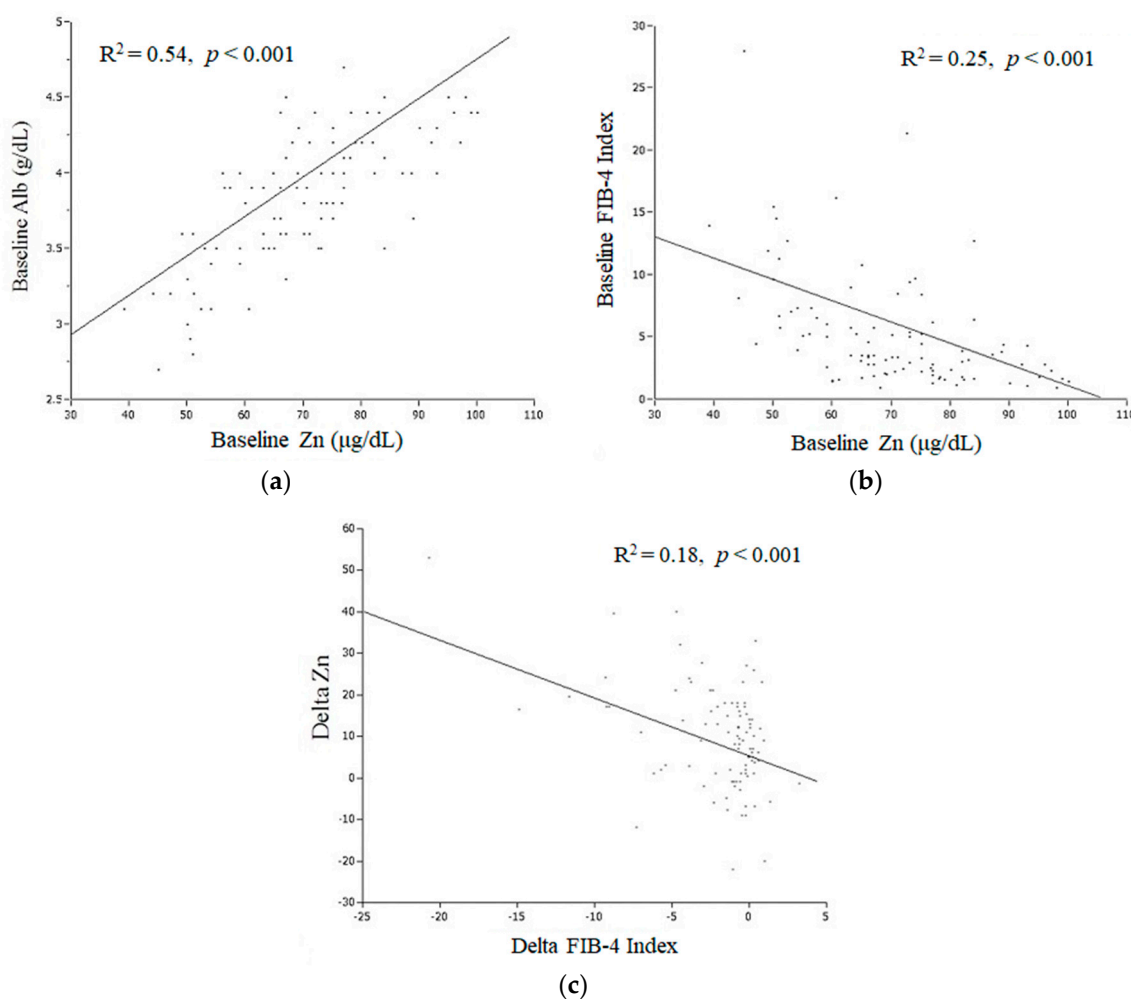 R² = 0.54, p < 0.001
5
4.5
4
3.5
3
2.5
Baseline Alb (g/dL)
30 40 50 60 70 80 90 100 110
Baseline Zn (μg/dL)
(a)
R² = 0.25, p < 0.001
30
25
20
15
10
5
0
Baseline FIB-4 Index
30 40 50 60 70 80 90 100 110
Baseline Zn (μg/dL)
(b)
R² = 0.18, p < 0.001
60
50
40
30
20
10
0
-10
-20
-30
Delta Zn
-25 -20 -15 -10 -5 0 5
Delta FIB-4 Index
(c)